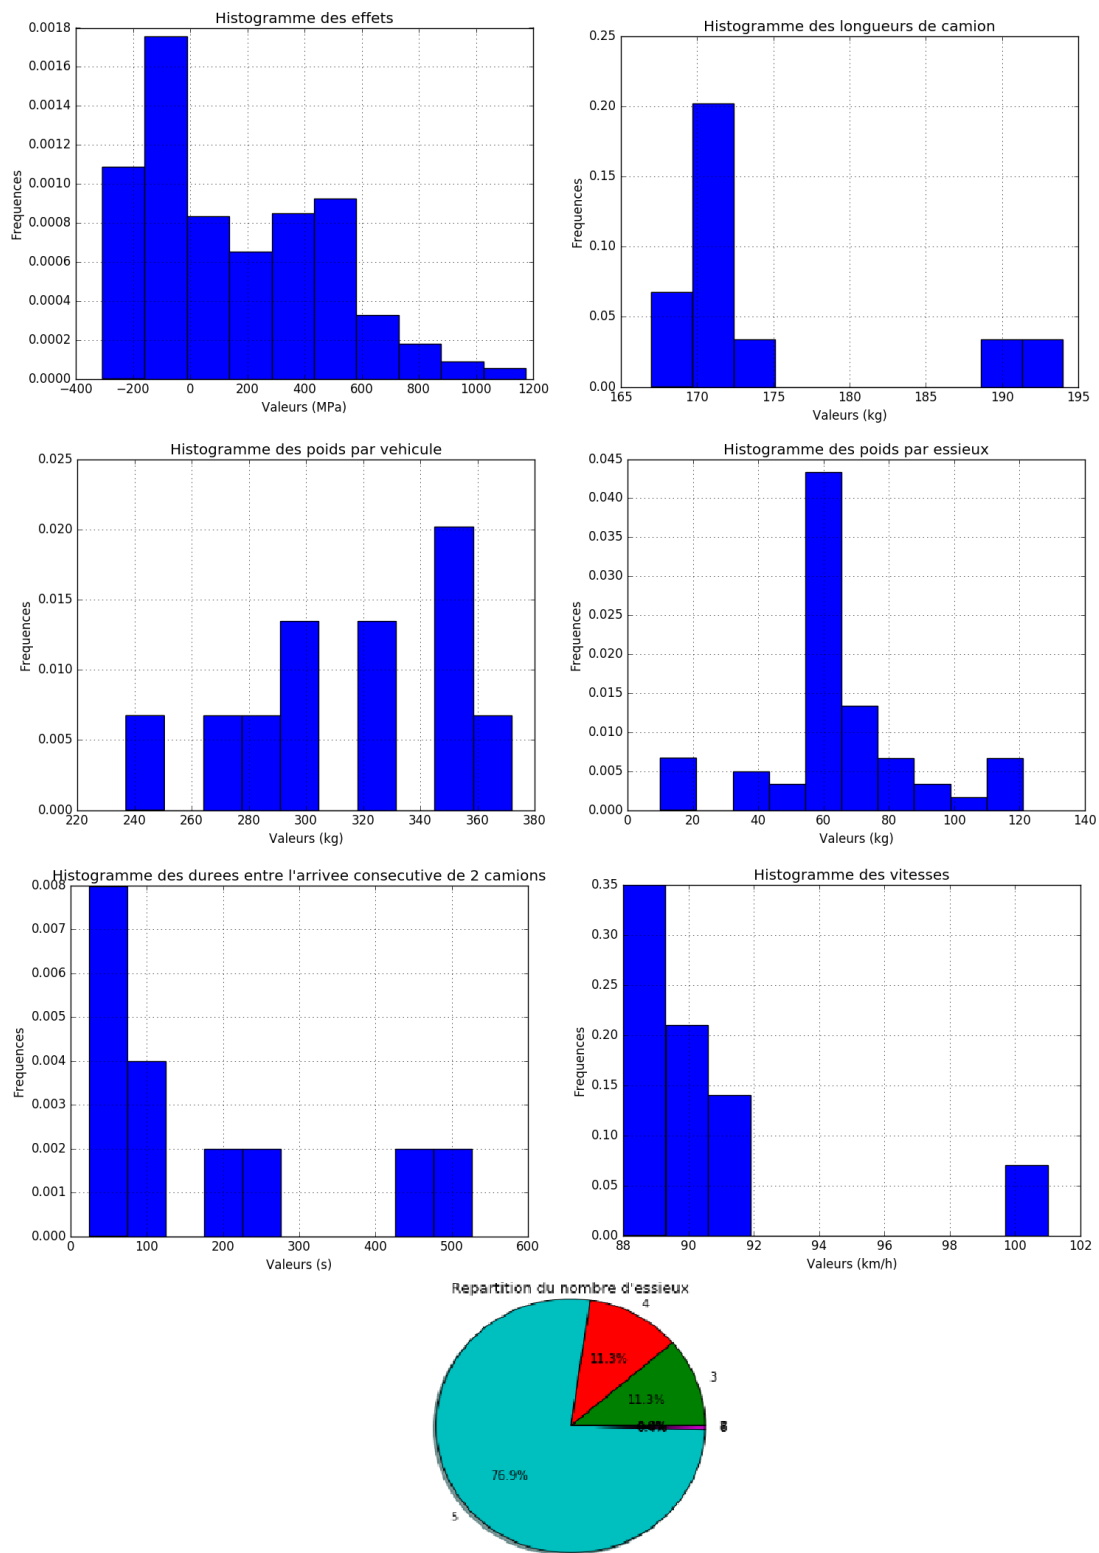 Histogramme des effets
0.0018
0.0016
0.0014
0.0012
0.0010
0.0008
0.0006
0.0004
0.0002
0.0000
Frequences
−400 −200 0 200 400 600 800 1000 1200
Valeurs (MPa)
Histogramme des longueurs de camion
0.25
0.20
0.15
0.10
0.05
0.00
Frequences
165 170 175 180 185 190 195
Valeurs (kg)
Histogramme des poids par vehicule
0.025
0.020
0.015
0.010
0.005
0.000
Frequences
220 240 260 280 300 320 340 360 380
Valeurs (kg)
Histogramme des poids par essieux
0.045
0.040
0.035
0.030
0.025
0.020
0.015
0.010
0.005
0.000
Frequences
0 20 40 60 80 100 120 140
Valeurs (kg)
Histogramme des durees entre l'arrivee consecutive de 2 camions
0.008
0.007
0.006
0.005
0.004
0.003
0.002
0.001
0.000
Frequences
0 100 200 300 400 500 600
Valeurs (s)
Histogramme des vitesses
0.35
0.30
0.25
0.20
0.15
0.10
0.05
0.00
Frequences
88 90 92 94 96 98 100 102
Valeurs (km/h)
Repartition du nombre d'essieux
4
11.3%
3
11.3%
76.9%
5